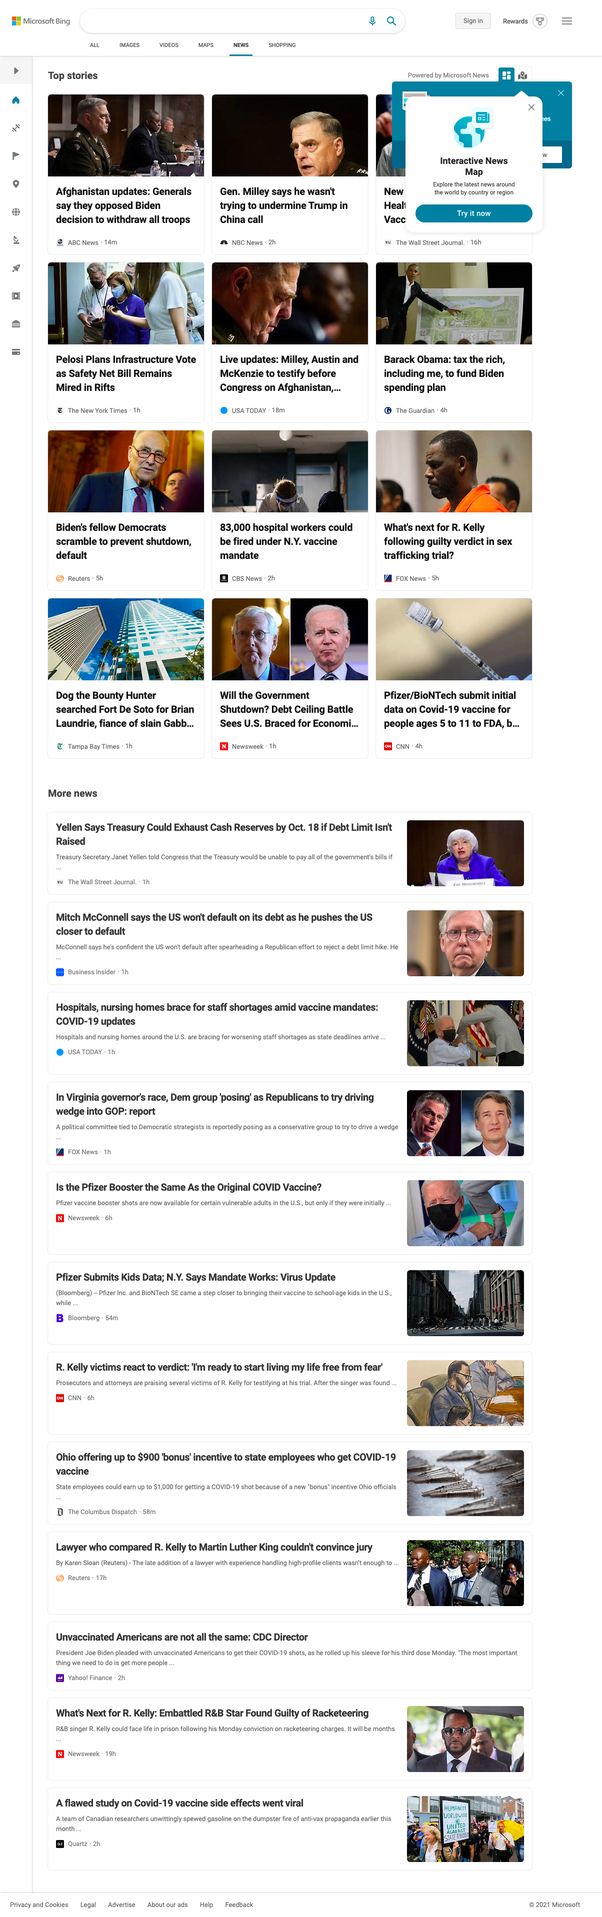 Microsoft Bing
Sign in
Rewards
ALL
IMAGES
VIDEOS
MAPS
NEWS
SHOPPING
Top stories
Powered by Microsoft News
Interactive News
Map
Explore the latest news around
the world by country or region
Try it now
Afghanistan updates: Generals
say they opposed Biden
decision to withdraw all troops
ABC News · 14m
Gen. Milley says he wasn't
trying to undermine Trump in
China call
NBC News · 2h
New
Healt
Vacc
The Wall Street Journal. · 16h
Pelosi Plans Infrastructure Vote
as Safety Net Bill Remains
Mired in Rifts
The New York Times · 1h
Live updates: Milley, Austin and
McKenzie to testify before
Congress on Afghanistan,...
USA TODAY · 18m
Barack Obama: tax the rich,
including me, to fund Biden
spending plan
The Guardian · 4h
Biden's fellow Democrats
scramble to prevent shutdown,
default
Reuters · 5h
83,000 hospital workers could
be fired under N.Y. vaccine
mandate
CBS News · 2h
What's next for R. Kelly
following guilty verdict in sex
trafficking trial?
FOX News · 5h
Dog the Bounty Hunter
searched Fort De Soto for Brian
Laundrie, fiance of slain Gabb...
Tampa Bay Times · 1h
Will the Government
Shutdown? Debt Ceiling Battle
Sees U.S. Braced for Economi...
Newsweek · 1h
Pfizer/BioNTech submit initial
data on Covid-19 vaccine for
people ages 5 to 11 to FDA, b...
CNN · 4h
More news
Yellen Says Treasury Could Exhaust Cash Reserves by Oct. 18 if Debt Limit Isn't
Raised
Treasury Secretary Janet Yellen told Congress that the Treasury would be unable to pay all of the government's bills if
...
The Wall Street Journal. · 1h
Mitch McConnell says the US won't default on its debt as he pushes the US
closer to default
McConnell says he's confident the US won't default after spearheading a Republican effort to reject a debt limit hike. He
...
Business Insider · 1h
Hospitals, nursing homes brace for staff shortages amid vaccine mandates:
COVID-19 updates
Hospitals and nursing homes around the U.S. are bracing for worsening staff shortages as state deadlines arrive ...
USA TODAY · 1h
In Virginia governor's race, Dem group 'posing' as Republicans to try driving
wedge into GOP: report
A political committee tied to Democratic strategists is reportedly posing as a conservative group to try to drive a wedge
...
FOX News · 1h
Is the Pfizer Booster the Same As the Original COVID Vaccine?
Pfizer vaccine booster shots are now available for certain vulnerable adults in the U.S., but only if they were initially ...
Newsweek · 6h
Pfizer Submits Kids Data; N.Y. Says Mandate Works: Virus Update
(Bloomberg) -- Pfizer Inc. and BioNTech SE came a step closer to bringing their vaccine to school-age kids in the U.S.,
while ...
Bloomberg · 54m
R. Kelly victims react to verdict: 'I'm ready to start living my life free from fear'
Prosecutors and attorneys are praising several victims of R. Kelly for testifying at his trial. After the singer was found ...
CNN · 6h
Ohio offering up to $900 'bonus' incentive to state employees who get COVID-19
vaccine
State employees could earn up to $1,000 for getting a COVID-19 shot because of a new "bonus" incentive Ohio officials
...
The Columbus Dispatch · 58m
Lawyer who compared R. Kelly to Martin Luther King couldn't convince jury
By Karen Sloan (Reuters) - The late addition of a lawyer with experience handling high-profile clients wasn't enough to ...
Reuters · 17h
Unvaccinated Americans are not all the same: CDC Director
President Joe Biden pleaded with unvaccinated Americans to get their COVID-19 shots, as he rolled up his sleeve for his third dose Monday. "The most important
thing we need to do is get more people ...
Yahoo! Finance · 2h
What's Next for R. Kelly: Embattled R&B Star Found Guilty of Racketeering
R&B singer R. Kelly could face life in prison following his Monday conviction on racketeering charges. It will be months
...
Newsweek · 19h
A flawed study on Covid-19 vaccine side effects went viral
A team of Canadian researchers unwittingly spewed gasoline on the dumpster fire of anti-vax propaganda earlier this
month...
Quartz · 2h
Privacy and Cookies
Legal
Advertise
About our ads
Help
Feedback
© 2021 Microsoft